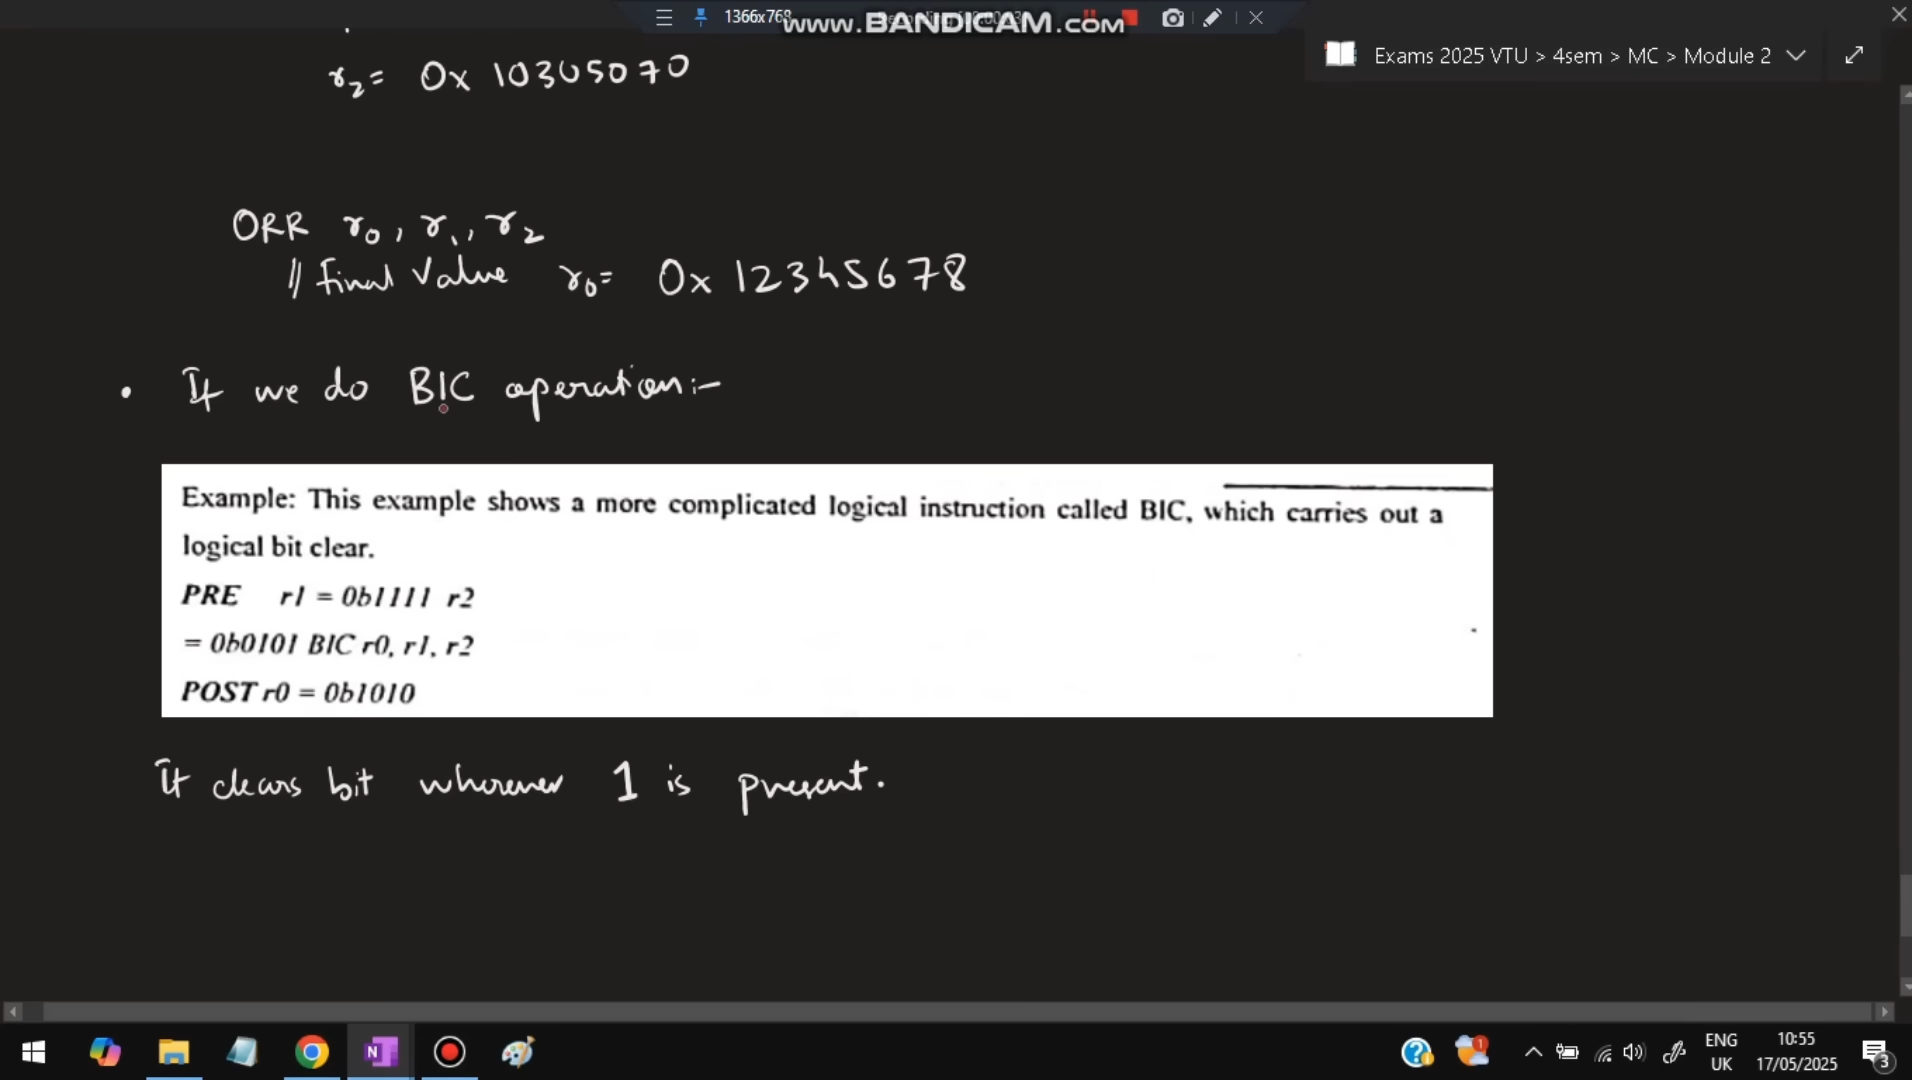 1366x768
www.BANDICAM.com
Exams 2025 VTU > 4sem > MC > Module 2
r2 = 0x 10305070
ORR r0, r1, r2
// Final Value r0 = 0x 12345678
• If we do BIC operation:-
Example: This example shows a more complicated logical instruction called BIC, which carries out a
logical bit clear.
PRE r1 = 0b1111 r2
= 0b0101 BIC r0, r1, r2
POST r0 = 0b1010
It clears bit wherever 1 is present.
ENG
UK
10:55
17/05/2025
3
1